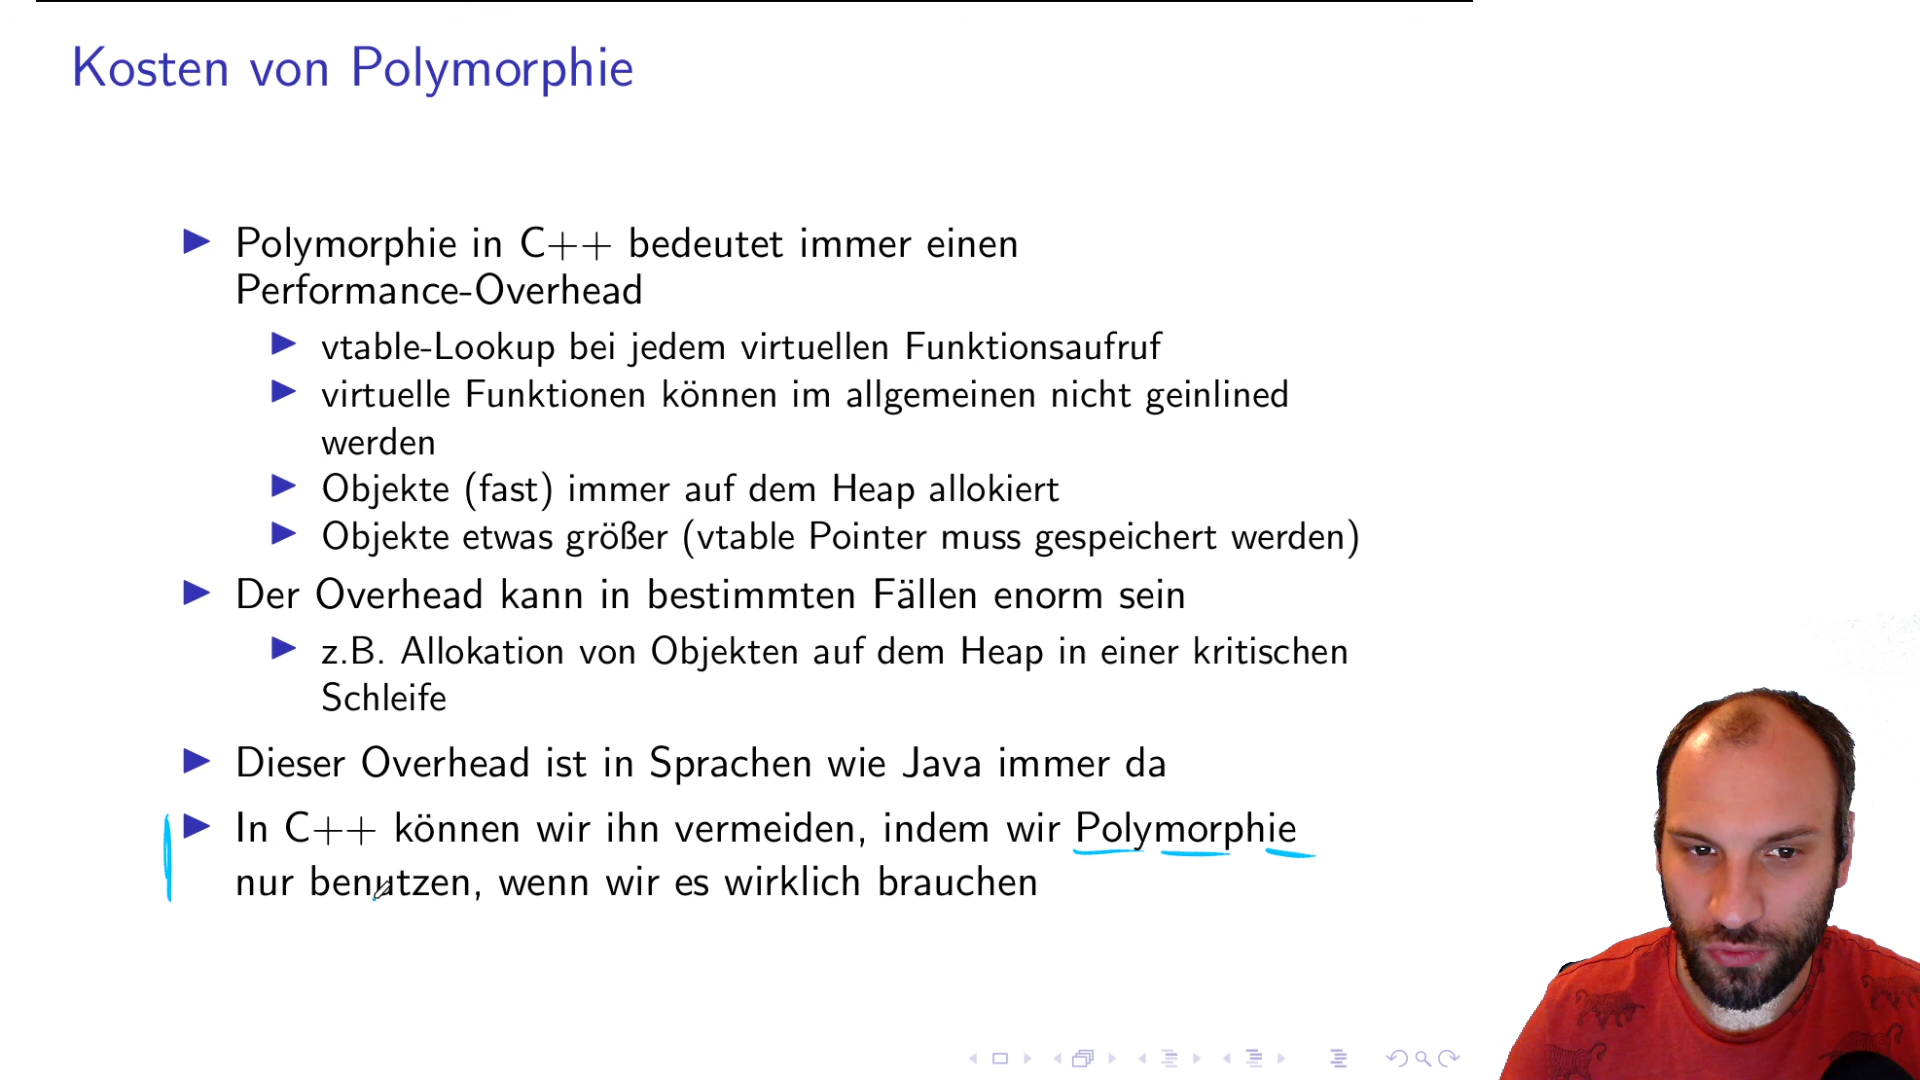 Kosten von Polymorphie
Polymorphie in C++ bedeutet immer einen
Performance-Overhead
vtable-Lookup bei jedem virtuellen Funktionsaufruf
virtuelle Funktionen können im allgemeinen nicht geinlined
werden
Objekte (fast) immer auf dem Heap allokiert
Objekte etwas größer (vtable Pointer muss gespeichert werden)
Der Overhead kann in bestimmten Fällen enorm sein
z.B. Allokation von Objekten auf dem Heap in einer kritischen
Schleife
Dieser Overhead ist in Sprachen wie Java immer da
In C++ können wir ihn vermeiden, indem wir Polymorphie
nur benutzen, wenn wir es wirklich brauchen